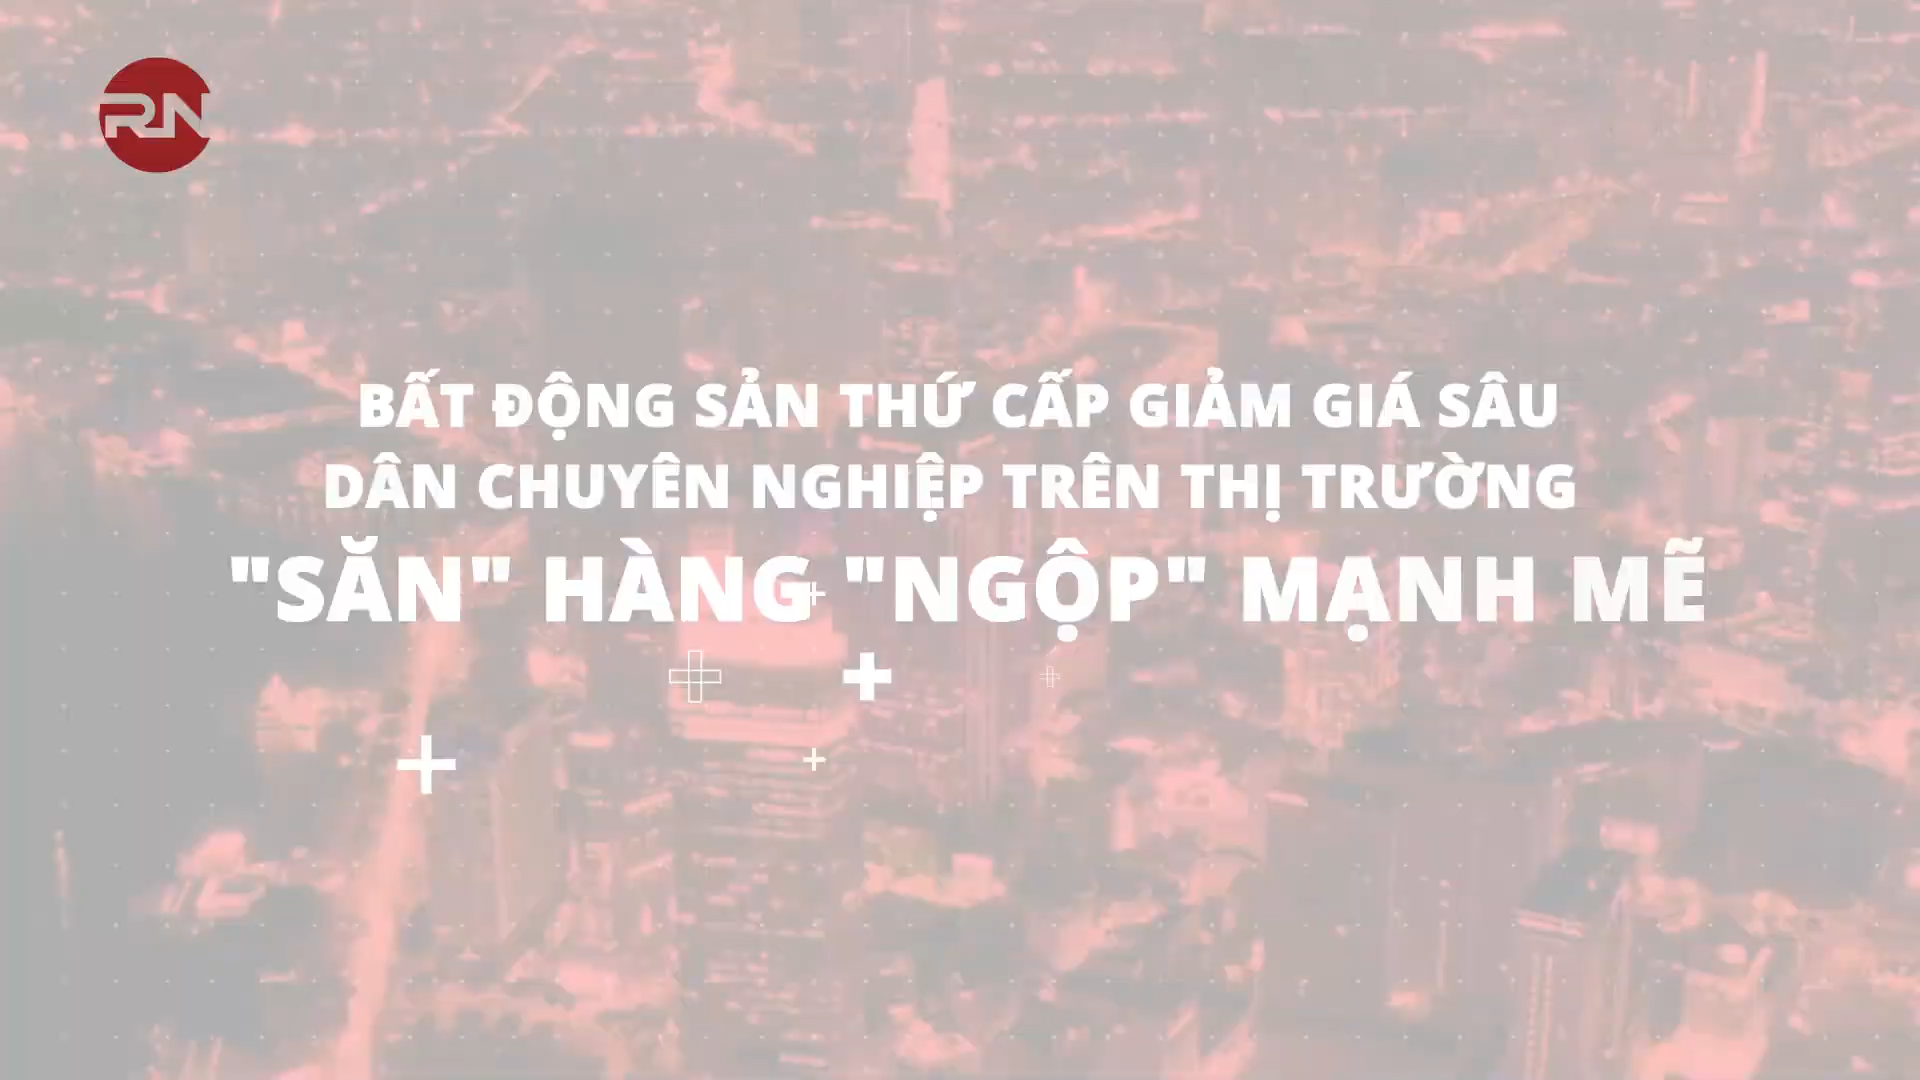 RN
BẤT ĐỘNG SẢN THỨ CẤP GIẢM GIÁ SÂU
DÂN CHUYÊN NGHIỆP TRÊN THỊ TRƯỜNG
"SĂN" HÀNG "NGỘP" MẠNH MẼ